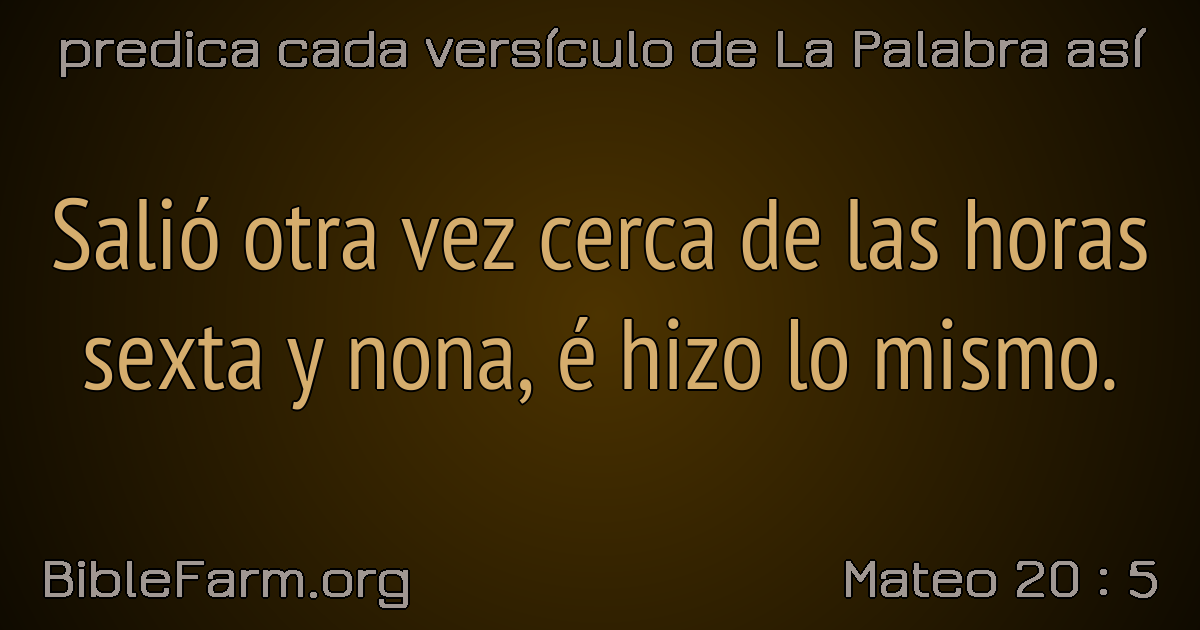 predica cada versículo de La Palabra así
Salió otra vez cerca de las horas
sexta y nona, é hizo lo mismo.
BibleFarm.org
Mateo 20 : 5